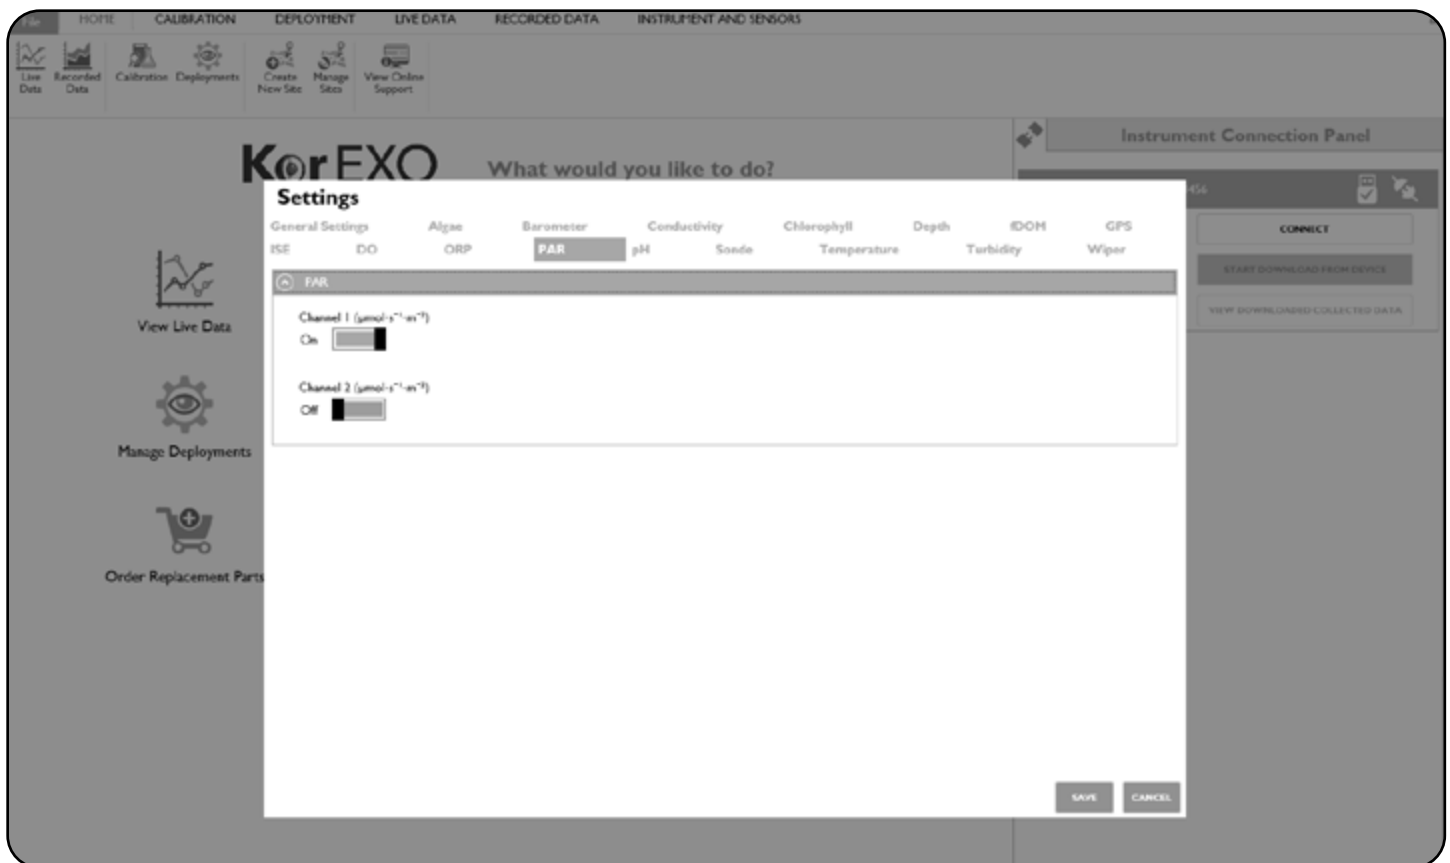 File HOME CALIBRATION DEPLOYMENT LIVE DATA RECORDED DATA INSTRUMENT AND SENSORS
Live Data
Recorded Data
Calibration
Deployments
Create New Site
Manage Sites
View Online Support
KorEXO
What would you like to do?
Instrument Connection Panel
456
CONNECT
START DOWNLOAD FROM DEVICE
VIEW DOWNLOADED COLLECTED DATA
View Live Data
Manage Deployments
Order Replacement Parts
Settings
General Settings Algae Barometer Conductivity Chlorophyll Depth fDOM GPS
ISE DO ORP PAR pH Sonde Temperature Turbidity Wiper
PAR
Channel 1 (µmol·s⁻¹·m⁻²)
On
Channel 2 (µmol·s⁻¹·m⁻²)
Off
SAVE CANCEL